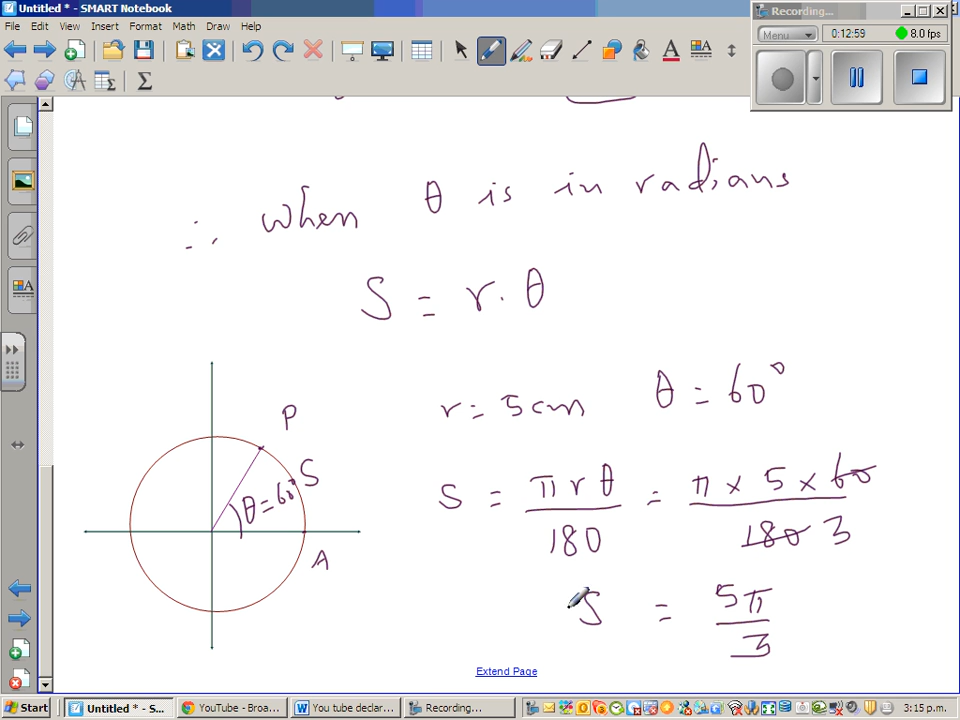 Untitled * - SMART Notebook
File Edit View Insert Format Math Draw Help
Recording...
Menu 0:12:59 8.0 fps
∴ when θ is in radians
S = r. θ
r = 5cm θ = 60°
P
S
θ = 60°
A
S = πrθ/180 = π × 5 × 60/180 3
S = 5π/3
Extend Page
Start Untitled * - S... YouTube - Broa... You tube declar... Recording... 3:15 p.m.